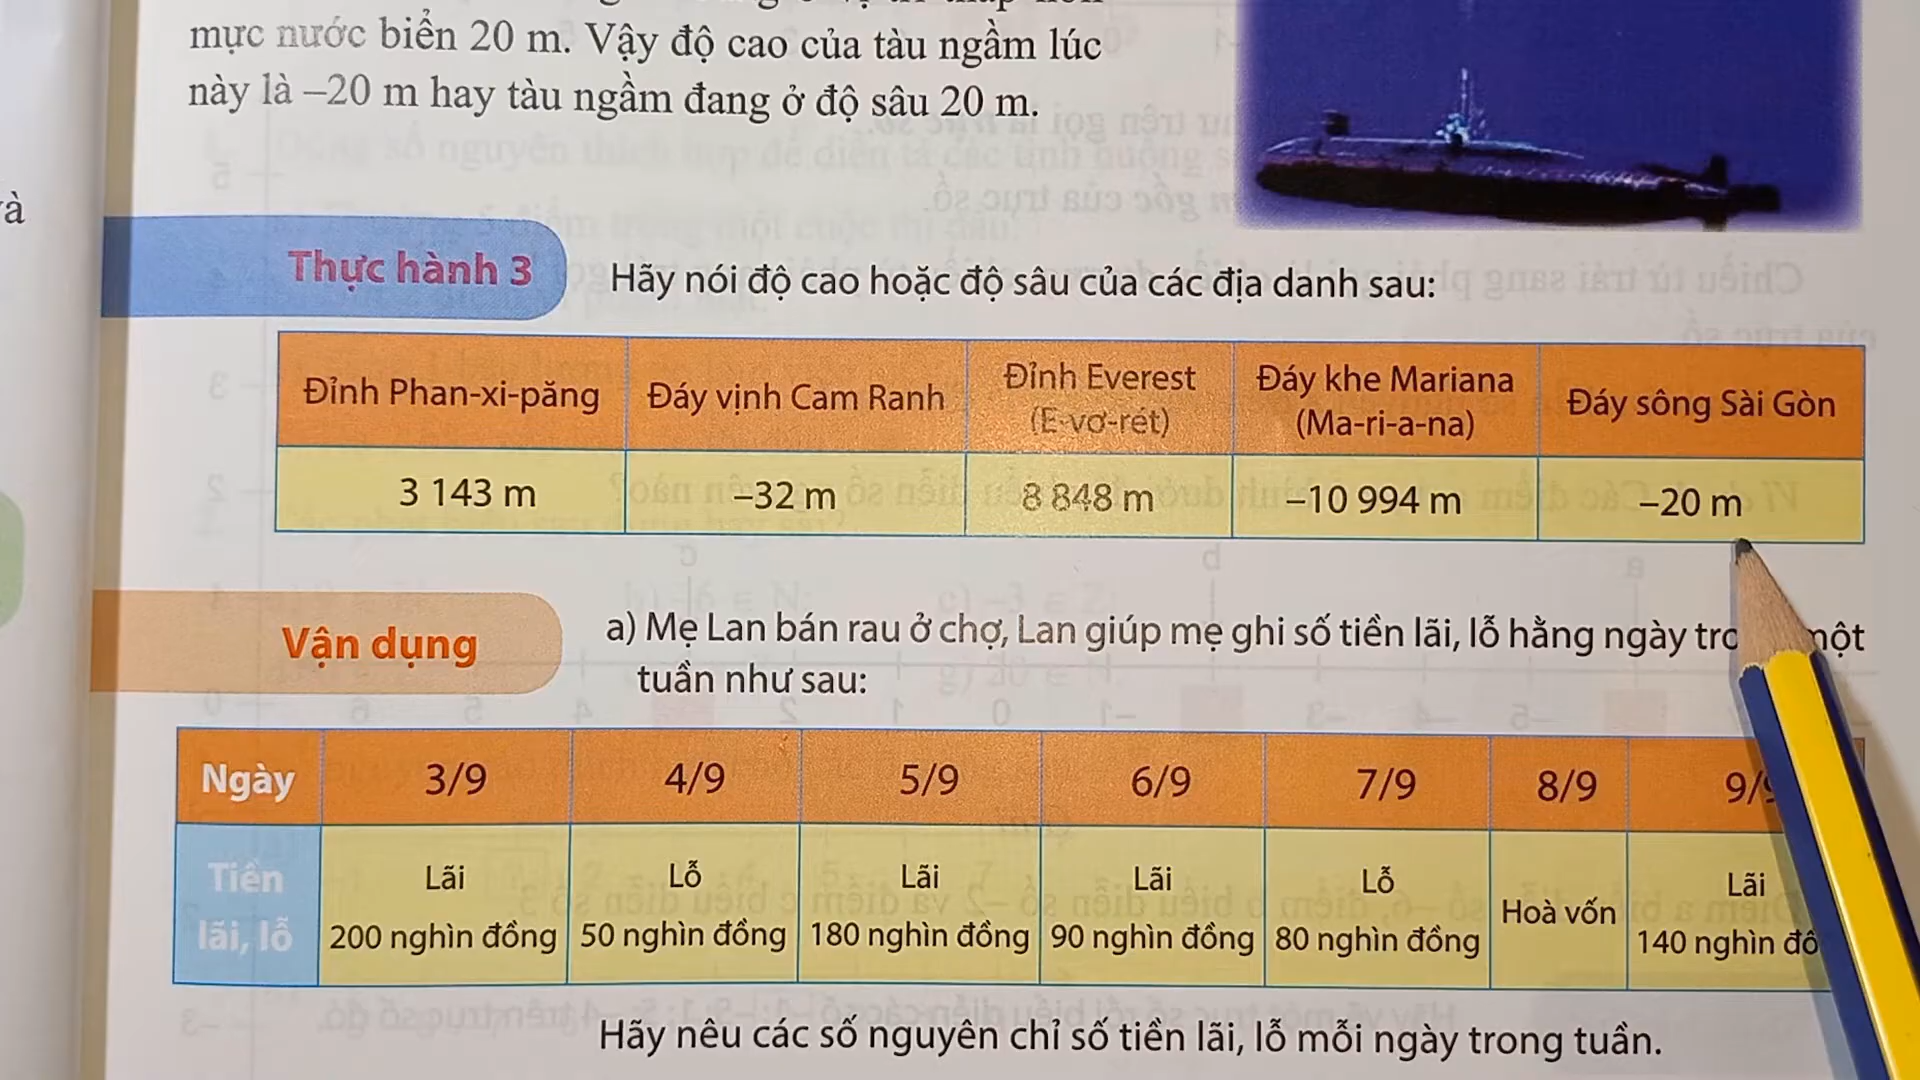 mực nước biển 20 m. Vậy độ cao của tàu ngầm lúc
này là –20 m hay tàu ngầm đang ở độ sâu 20 m.
Thực hành 3
Hãy nói độ cao hoặc độ sâu của các địa danh sau:
Đỉnh Phan-xi-păng Đáy vịnh Cam Ranh Đỉnh Everest (E-vơ-rét) Đáy khe Mariana (Ma-ri-a-na) Đáy sông Sài Gòn
3 143 m –32 m 8 848 m –10 994 m –20 m
Vận dụng
a) Mẹ Lan bán rau ở chợ, Lan giúp mẹ ghi số tiền lãi, lỗ hằng ngày một
tuần như sau:
Ngày 3/9 4/9 5/9 6/9 7/9 8/9 9/9
Tiền Lãi Lỗ Lãi Lãi Lỗ Hoà vốn Lãi
lãi, lỗ 200 nghìn đồng 50 nghìn đồng 180 nghìn đồng 90 nghìn đồng 80 nghìn đồng 140 nghìn
Hãy nêu các số nguyên chỉ số tiền lãi, lỗ mỗi ngày trong tuần.